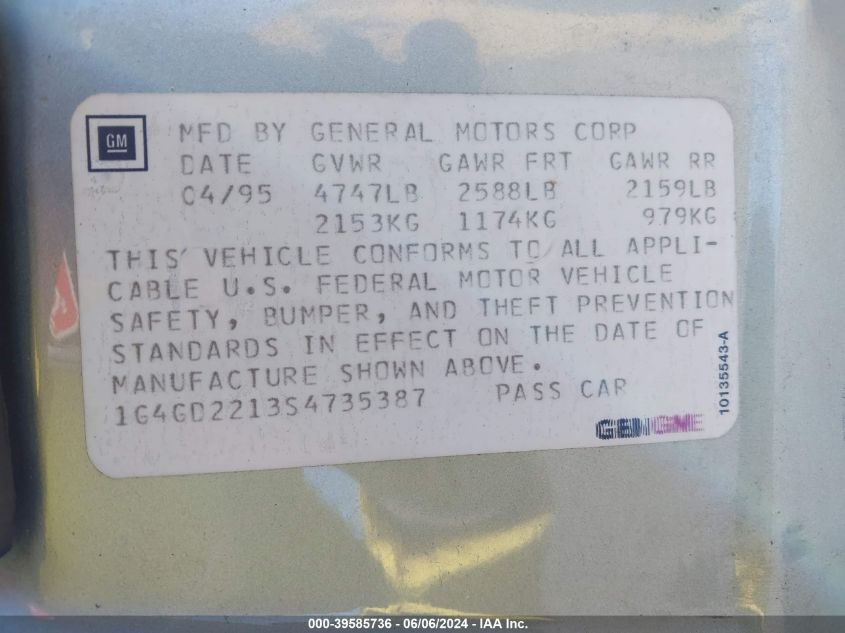 GM
MFD BY GENERAL MOTORS CORP
DATE GVWR GAWR FRT GAWR RR
04/95 4747LB 2588LB 2159LB
2153KG 1174KG 979KG
THIS VEHICLE CONFORMS TO ALL APPLI-
CABLE U.S. FEDERAL MOTOR VEHICLE
SAFETY, BUMPER, AND THEFT PREVENTION
STANDARDS IN EFFECT ON THE DATE OF
MANUFACTURE SHOWN ABOVE.
1G4GD2213S4735387 PASS CAR
10135543-A
000-39585736 - 06/06/2024 - IAA Inc.